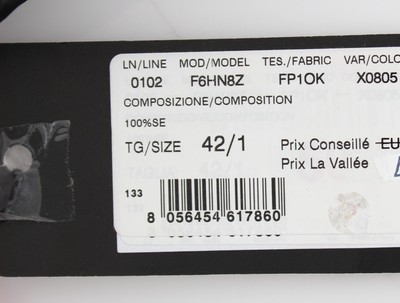 LN/LINE MOD/MODEL TES./FABRIC VAR/COLO
0102 F6HN8Z FP1OK X0805
COMPOSIZIONE/COMPOSITION
100%SE
TG/SIZE 42/1 Prix Conseillé EU
Prix La Vallée
133
8 056454 617860